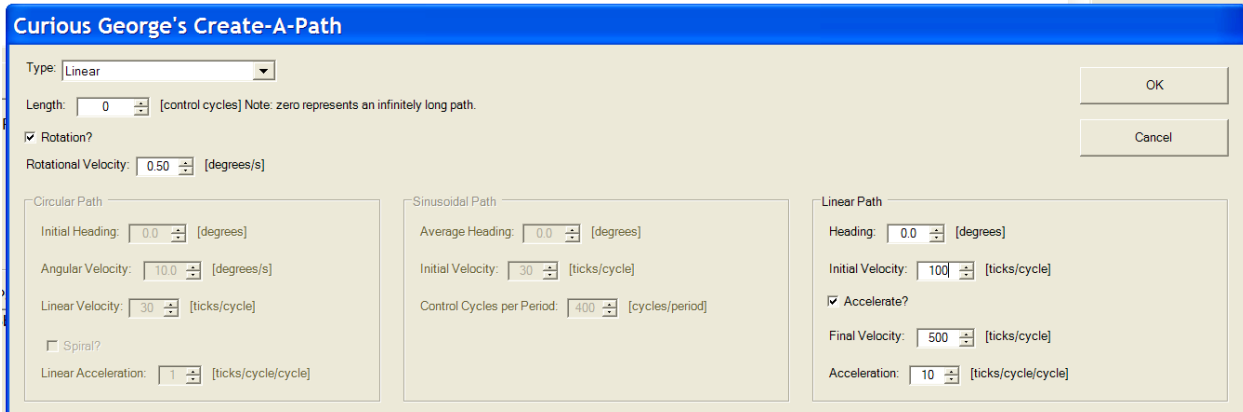 Curious George's Create-A-Path
Type: Linear
OK
Length: 0 [control cycles] Note: zero represents an infinitely long path.
Rotation?
Cancel
Rotational Velocity: 0.50 [degrees/s]
Circular Path
Initial Heading: 0.0 [degrees]
Angular Velocity: 10.0 [degrees/s]
Linear Velocity: 30 [ticks/cycle]
Spiral?
Linear Acceleration: 1 [ticks/cycle/cycle]
Sinusoidal Path
Average Heading: 0.0 [degrees]
Initial Velocity: 30 [ticks/cycle]
Control Cycles per Period: 400 [cycles/period]
Linear Path
Heading: 0.0 [degrees]
Initial Velocity: 100 [ticks/cycle]
Accelerate?
Final Velocity: 500 [ticks/cycle]
Acceleration: 10 [ticks/cycle/cycle]